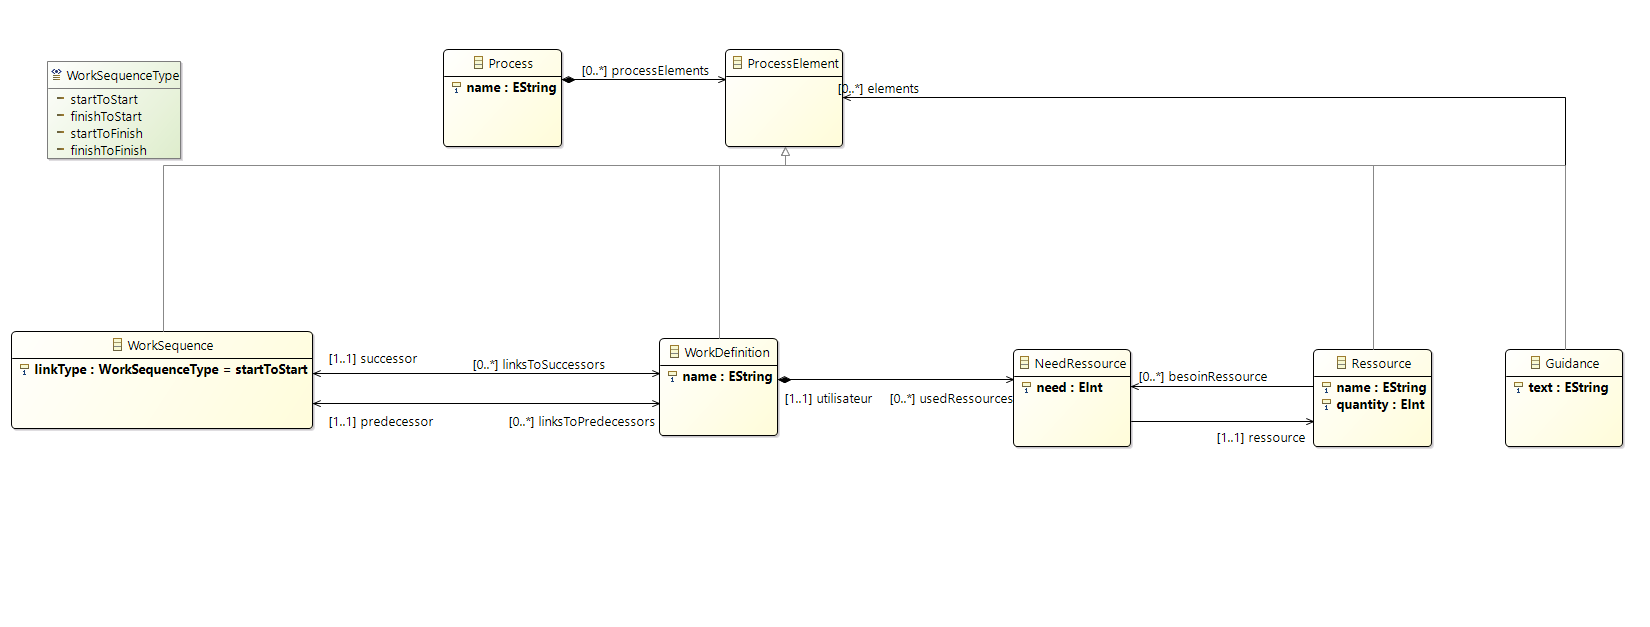 WorkSequenceType
startToStart
finishToStart
startToFinish
finishToFinish
Process
name : EString
[0..*] processElements
ProcessElement
[0..*] elements
WorkSequence
linkType : WorkSequenceType = startToStart
[1..1] successor
[0..*] linksToSuccessors
[1..1] predecessor
[0..*] linksToPredecessors
WorkDefinition
name : EString
[1..1] utilisateur
[0..*] usedRessources
NeedRessource
need : EInt
[0..*] besoinRessource
[1..1] ressource
Ressource
name : EString
quantity : EInt
Guidance
text : EString